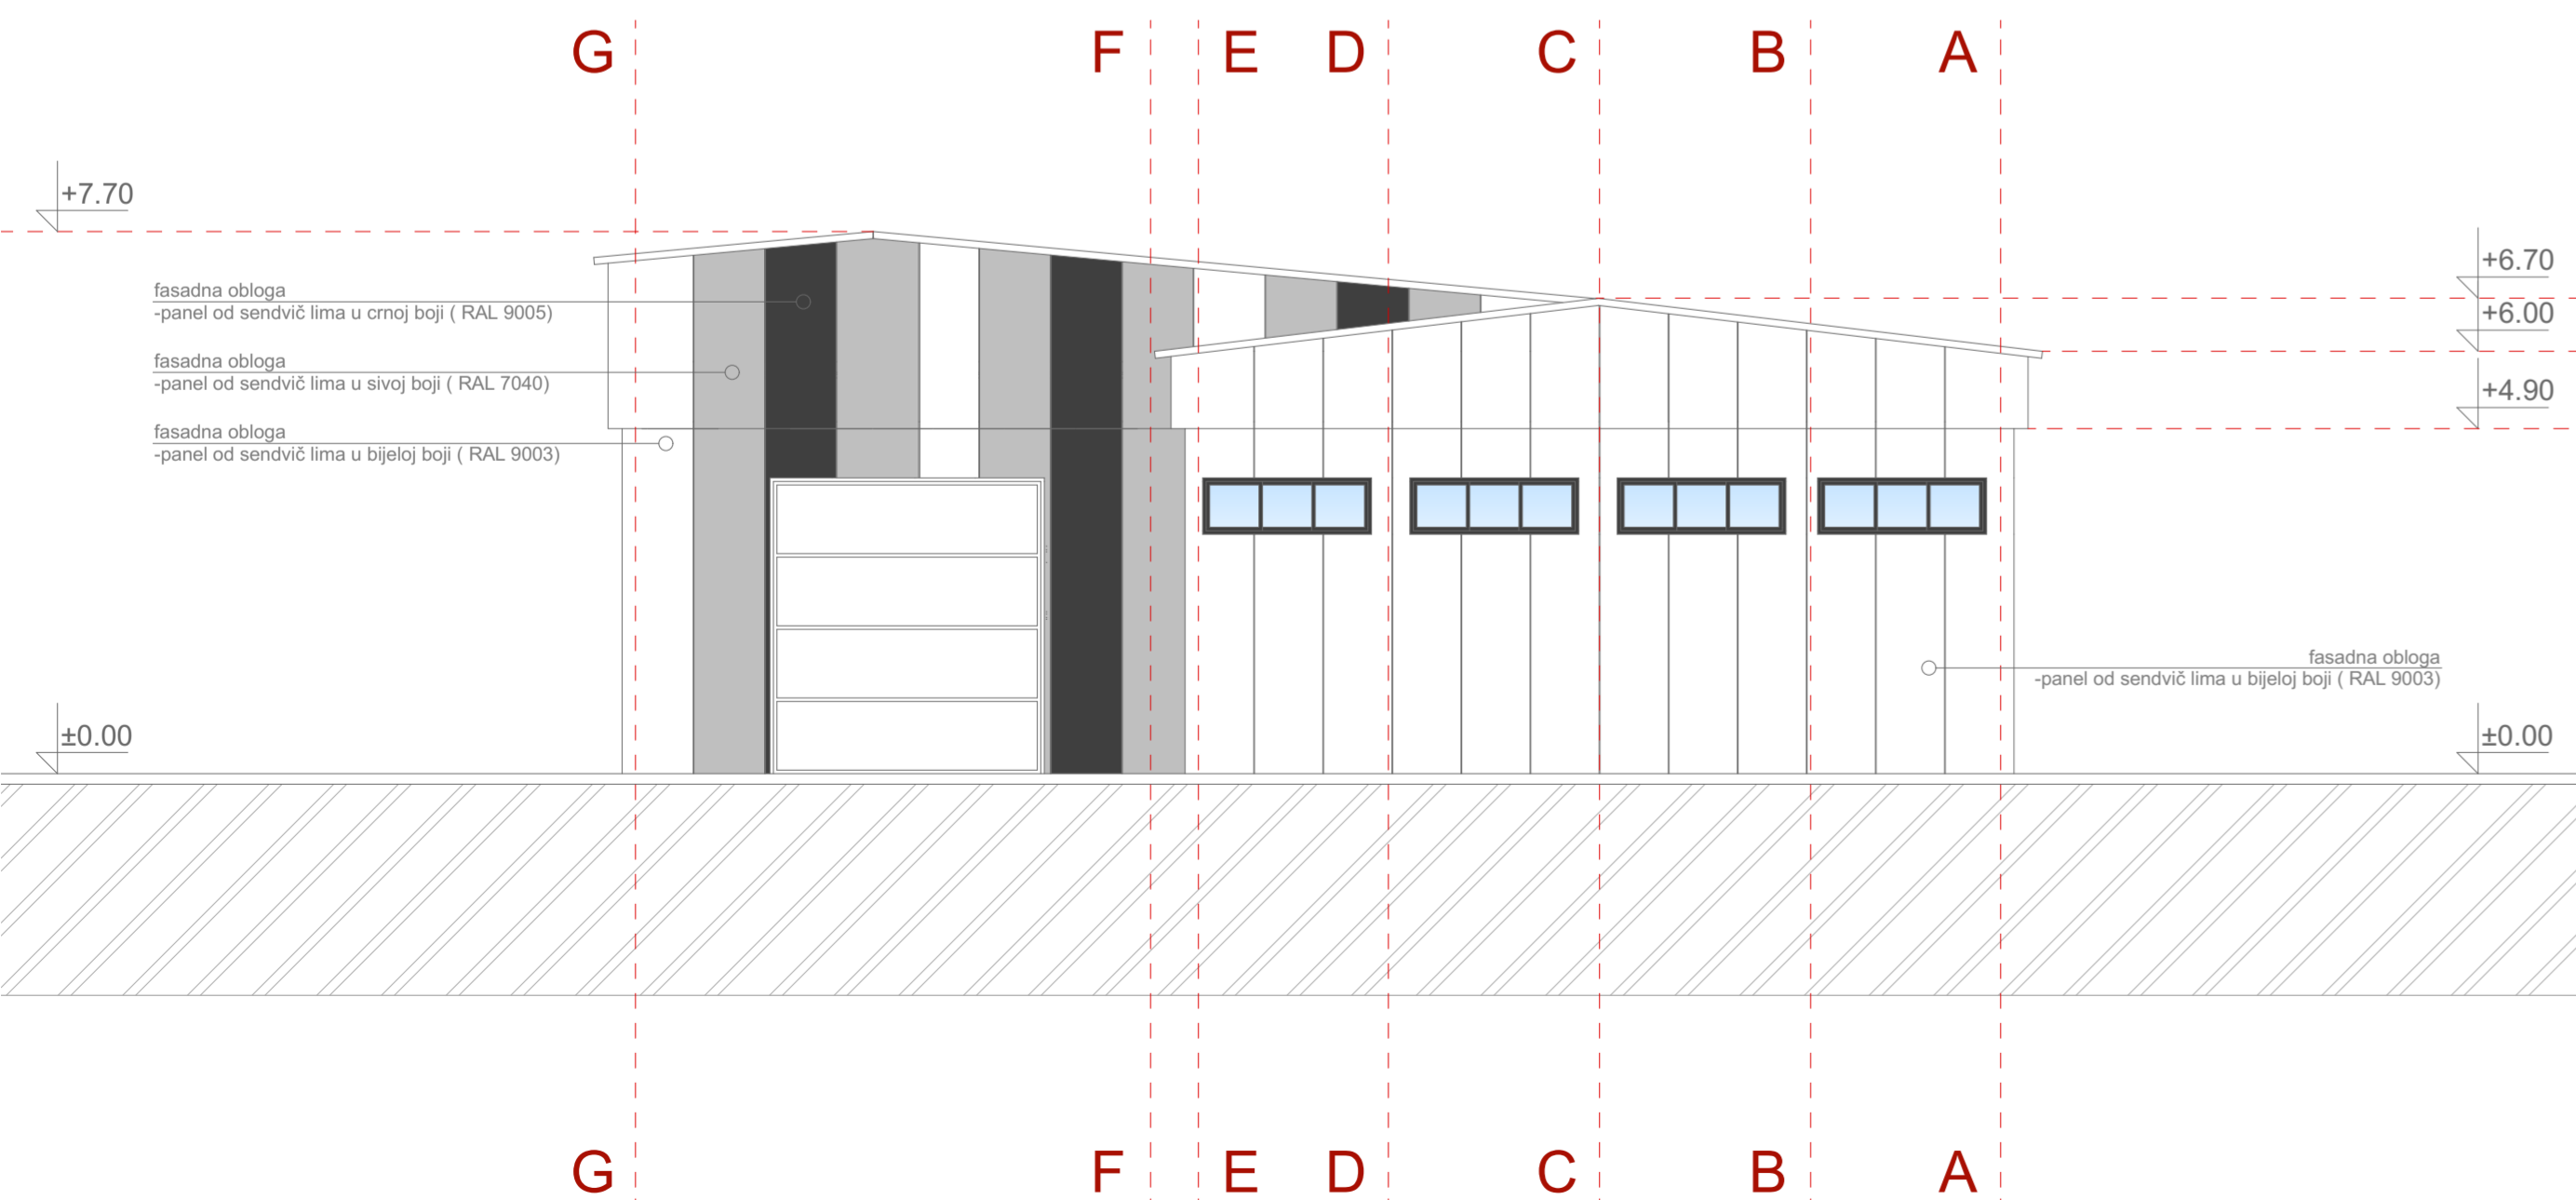 G F E D C B A
+7.70
+6.70
+6.00
+4.90
fasadna obloga
-panel od sendvič lima u crnoj boji ( RAL 9005)
fasadna obloga
-panel od sendvič lima u sivoj boji ( RAL 7040)
fasadna obloga
-panel od sendvič lima u bijeloj boji ( RAL 9003)
fasadna obloga
-panel od sendvič lima u bijeloj boji ( RAL 9003)
±0.00 ±0.00
G F E D C B A